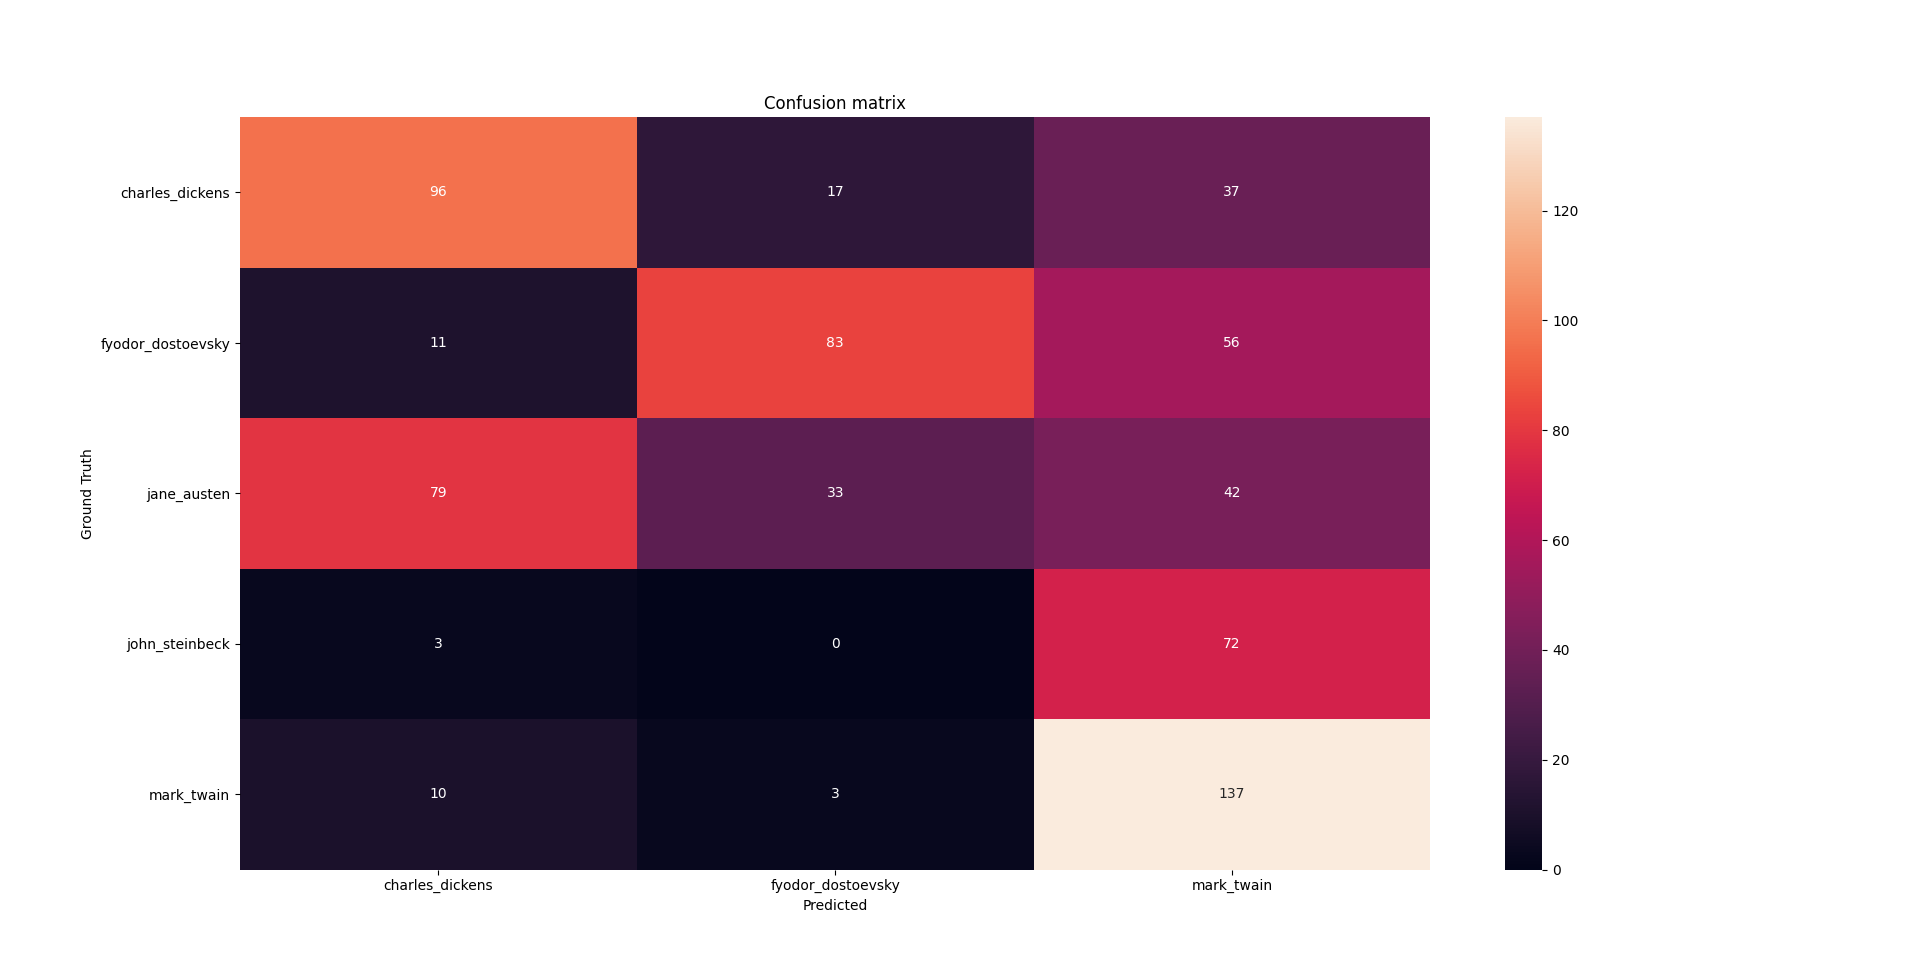 Confusion matrix
charles_dickens 96 17 37
fyodor_dostoevsky 11 83 56
jane_austen 79 33 42
john_steinbeck 3 0 72
mark_twain 10 3 137
Ground Truth
charles_dickens fyodor_dostoevsky mark_twain
Predicted
120
100
80
60
40
20
0